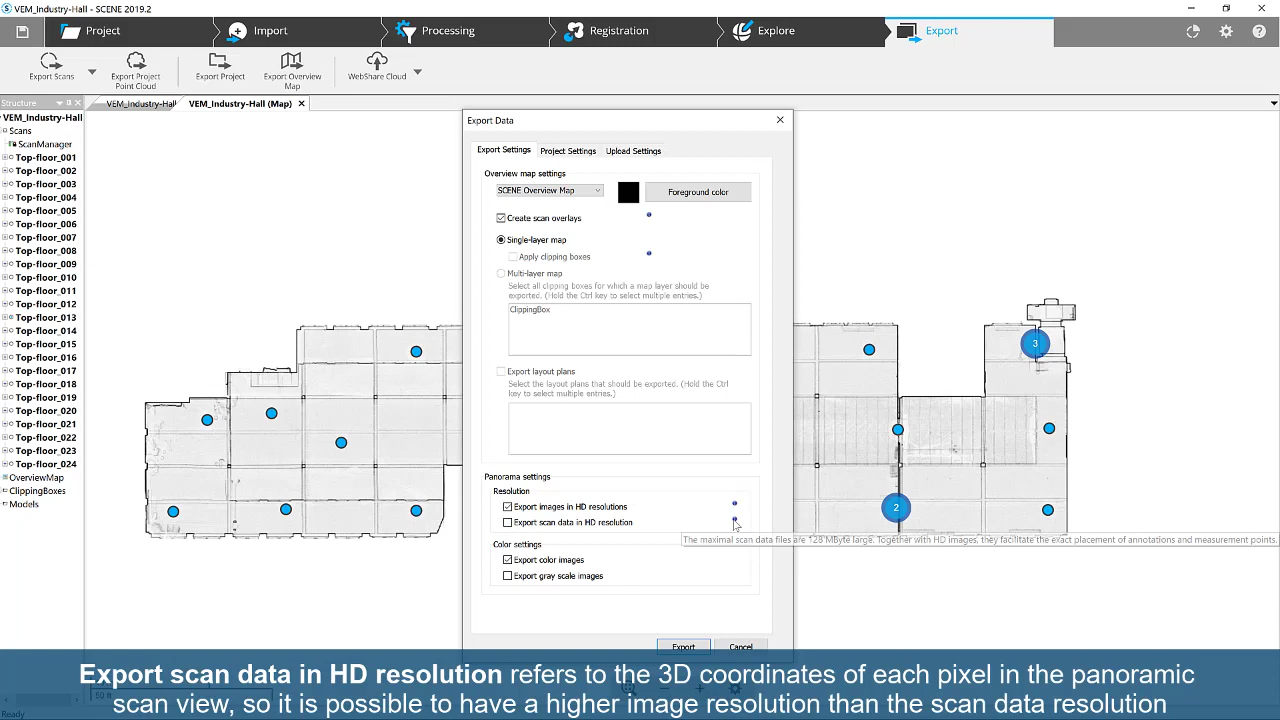 VEM_Industry-Hall - SCENE 2019.2
Project
Import
Processing
Registration
Explore
Export
Export Scans
Export Project
Point Cloud
Export Project
Export Overview
Map
WebShare Cloud
Structure
VEM_Industry-Hall
VEM_Industry-Hall (Map)
VEM_Industry-Hall
Scans
ScanManager
Top-floor_001
Top-floor_002
Top-floor_003
Top-floor_004
Top-floor_005
Top-floor_006
Top-floor_007
Top-floor_008
Top-floor_009
Top-floor_010
Top-floor_011
Top-floor_012
Top-floor_013
Top-floor_014
Top-floor_015
Top-floor_016
Top-floor_017
Top-floor_018
Top-floor_019
Top-floor_020
Top-floor_021
Top-floor_022
Top-floor_023
Top-floor_024
OverviewMap
ClippingBoxes
Models
Export Data
Export Settings
Project Settings
Upload Settings
Overview map settings
SCENE Overview Map
Foreground color
Create scan overlays
Single-layer map
Apply clipping boxes
Multi-layer map
Select all clipping boxes for which a map layer should be
exported. (Hold the Ctrl key to select multiple entries.)
ClippingBox
Export layout plans
Select the layout plans that should be exported. (Hold the Ctrl
key to select multiple entries.)
Panorama settings
Resolution
Export images in HD resolutions
Export scan data in HD resolution
The maximal scan data files are 128 MByte large. Together with HD images, they facilitate the exact placement of annotations and measurement points.
Color settings
Export color images
Export gray scale images
Export
Cancel
3
2
50 ft
Export scan data in HD resolution refers to the 3D coordinates of each pixel in the panoramic
scan view, so it is possible to have a higher image resolution than the scan data resolution
Ready